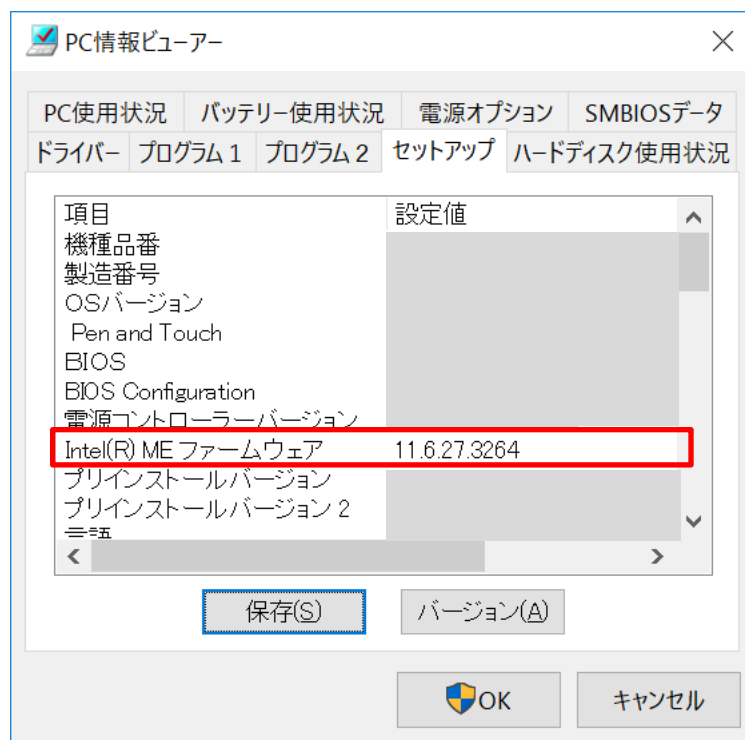 PC情報ビューアー
PC使用状況 バッテリー使用状況 電源オプション SMBIOSデータ
ドライバー プログラム1 プログラム2 セットアップ ハードディスク使用状況
項目 設定値
機種品番
製造番号
OSバージョン
Pen and Touch
BIOS
BIOS Configuration
電源コントローラーバージョン
Intel(R) ME ファームウェア 11.6.27.3264
プリインストールバージョン
プリインストールバージョン 2
保存(S) バージョン(A)
OK キャンセル